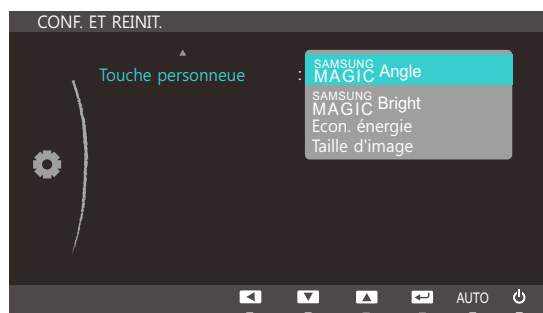 CONF. ET REINIT.
Touche personneue : SAMSUNG MAGIC Angle
SAMSUNG MAGIC Bright
Econ. énergie
Taille d'image
AUTO